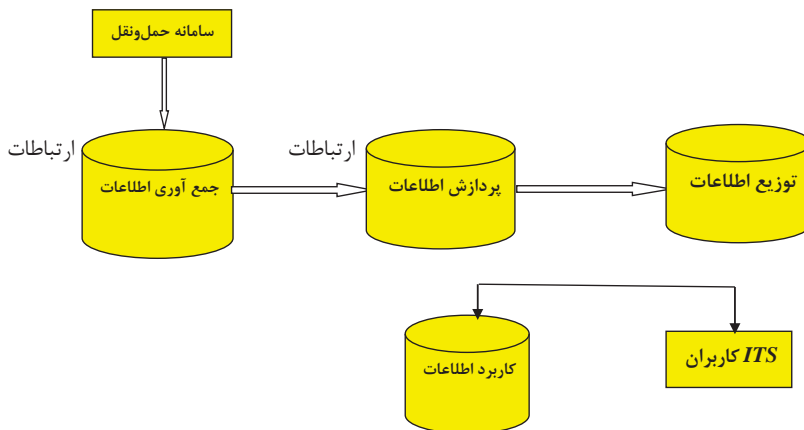 سامانه حمل‌ونقل
ارتباطات
جمع آوری اطلاعات
ارتباطات
پردازش اطلاعات
توزیع اطلاعات
کاربرد اطلاعات
کاربران ITS